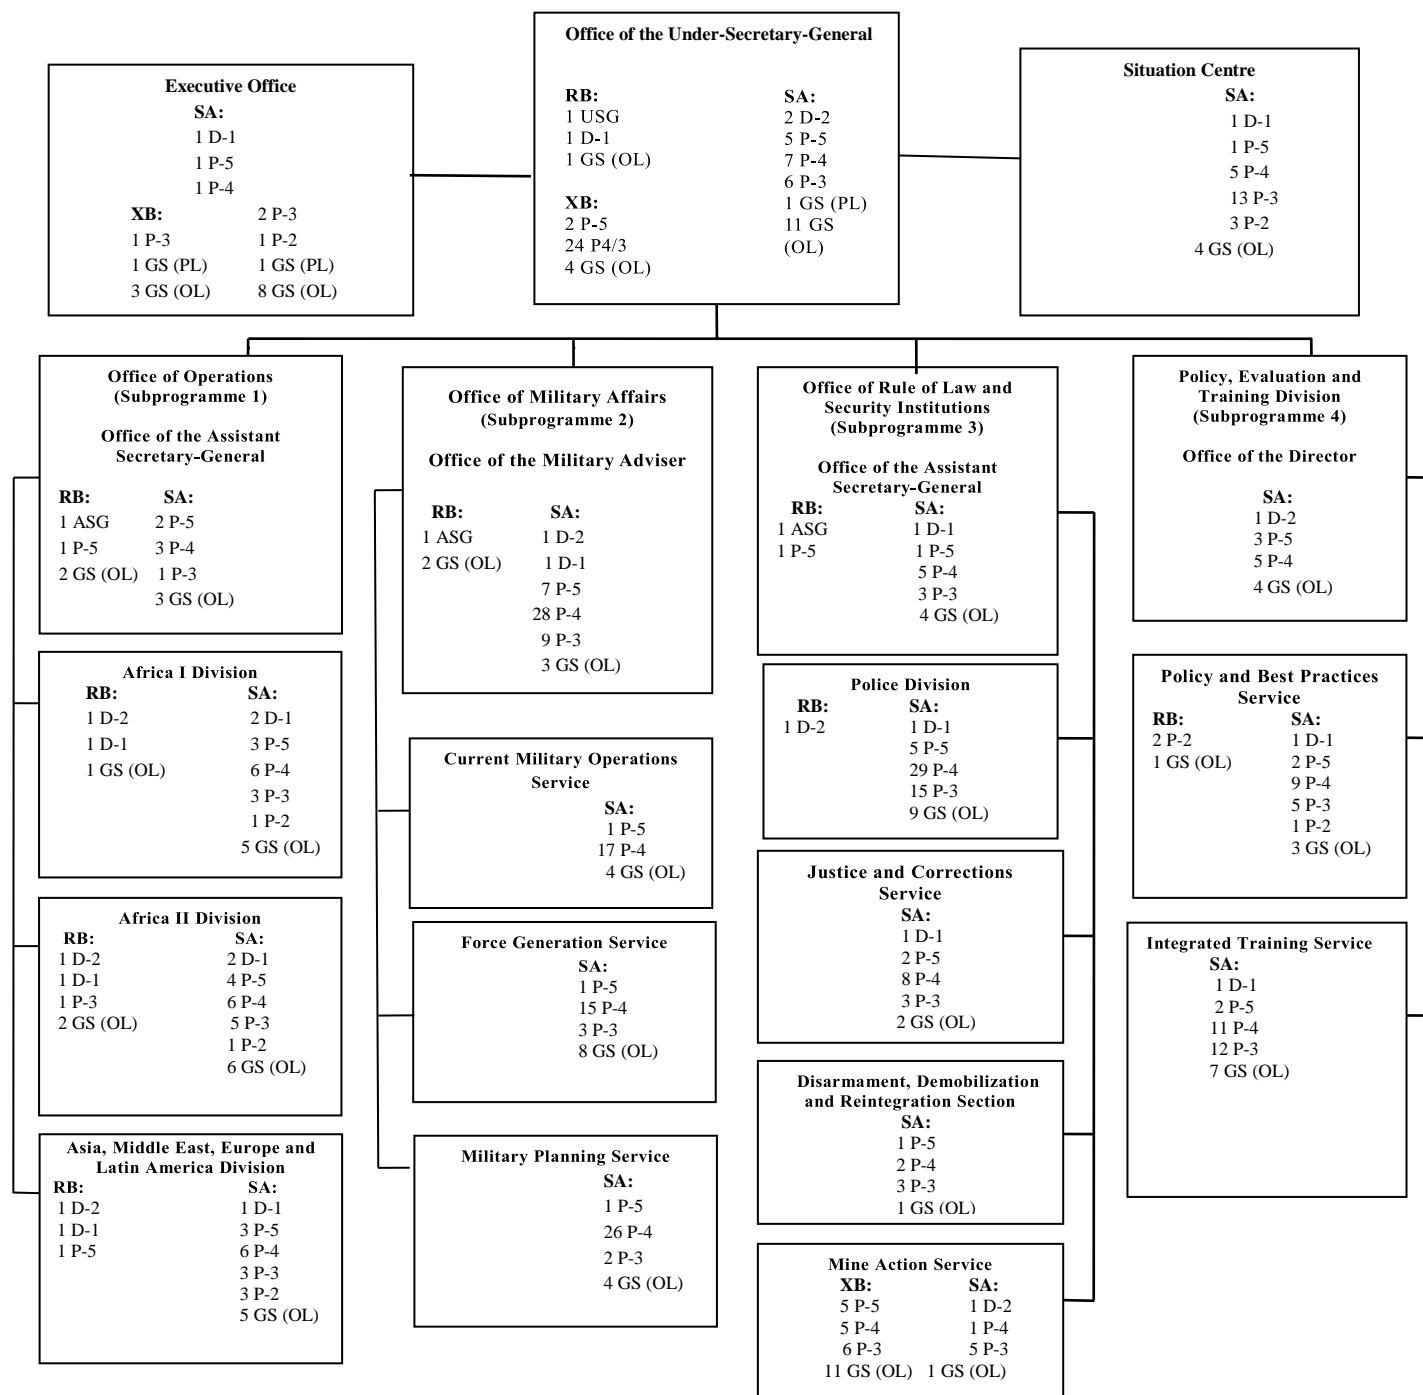 Office of the Under-Secretary-General
RB:
1 USG
1 D-1
1 GS (OL)
XB:
2 P-5
24 P4/3
4 GS (OL)
SA:
2 D-2
5 P-5
7 P-4
6 P-3
1 GS (PL)
11 GS
(OL)
Executive Office
SA:
1 D-1
1 P-5
1 P-4
XB:
1 P-3
1 GS (PL)
3 GS (OL)
2 P-3
1 P-2
1 GS (PL)
8 GS (OL)
Situation Centre
SA:
1 D-1
1 P-5
5 P-4
13 P-3
3 P-2
4 GS (OL)
Office of Operations
(Subprogramme 1)
Office of the Assistant
Secretary-General
RB:
1 ASG
1 P-5
2 GS (OL)
SA:
2 P-5
3 P-4
1 P-3
3 GS (OL)
Africa I Division
RB:
1 D-2
1 D-1
1 GS (OL)
SA:
2 D-1
3 P-5
6 P-4
3 P-3
1 P-2
5 GS (OL)
Africa II Division
RB:
1 D-2
1 D-1
1 P-3
2 GS (OL)
SA:
2 D-1
4 P-5
6 P-4
5 P-3
1 P-2
6 GS (OL)
Asia, Middle East, Europe and
Latin America Division
RB:
1 D-2
1 D-1
1 P-5
SA:
1 D-1
3 P-5
6 P-4
3 P-3
3 P-2
5 GS (OL)
Office of Military Affairs
(Subprogramme 2)
Office of the Military Adviser
RB:
1 ASG
2 GS (OL)
SA:
1 D-2
1 D-1
7 P-5
28 P-4
9 P-3
3 GS (OL)
Current Military Operations
Service
SA:
1 P-5
17 P-4
4 GS (OL)
Force Generation Service
SA:
1 P-5
15 P-4
3 P-3
8 GS (OL)
Military Planning Service
SA:
1 P-5
26 P-4
2 P-3
4 GS (OL)
Office of Rule of Law and
Security Institutions
(Subprogramme 3)
Office of the Assistant
Secretary-General
RB:
1 ASG
1 P-5
SA:
1 D-1
1 P-5
5 P-4
3 P-3
4 GS (OL)
Police Division
RB:
1 D-2
SA:
1 D-1
5 P-5
29 P-4
15 P-3
9 GS (OL)
Justice and Corrections
Service
SA:
1 D-1
2 P-5
8 P-4
3 P-3
2 GS (OL)
Disarmament, Demobilization
and Reintegration Section
SA:
1 P-5
2 P-4
3 P-3
1 GS (OL)
Mine Action Service
XB:
5 P-5
5 P-4
6 P-3
11 GS (OL)
SA:
1 D-2
1 P-4
5 P-3
1 GS (OL)
Policy, Evaluation and
Training Division
(Subprogramme 4)
Office of the Director
SA:
1 D-2
3 P-5
5 P-4
4 GS (OL)
Policy and Best Practices
Service
RB:
2 P-2
1 GS (OL)
SA:
1 D-1
2 P-5
9 P-4
5 P-3
1 P-2
3 GS (OL)
Integrated Training Service
SA:
1 D-1
2 P-5
11 P-4
12 P-3
7 GS (OL)